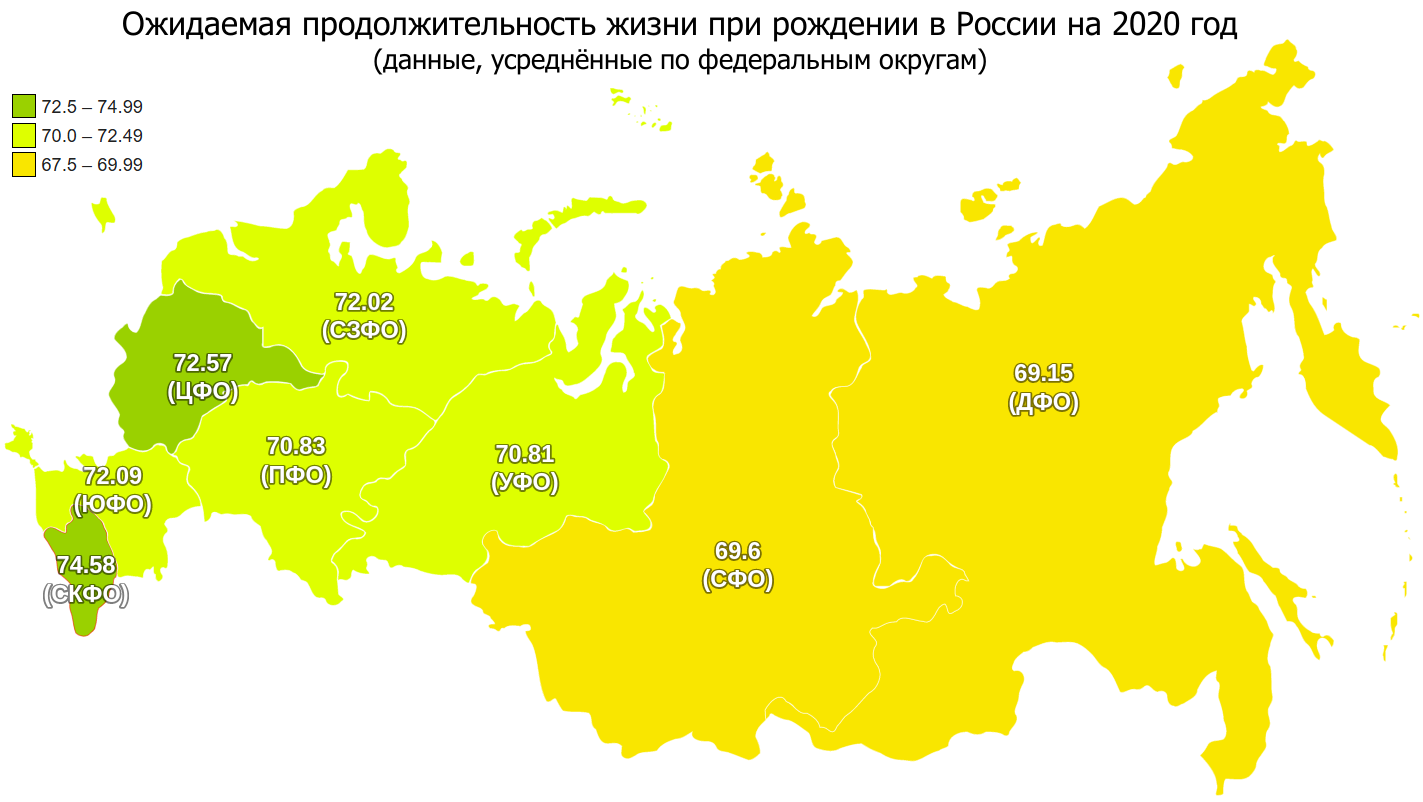 Ожидаемая продолжительность жизни при рождении в России на 2020 год
(данные, усреднённые по федеральным округам)
72.5 – 74.99
70.0 – 72.49
67.5 – 69.99
72.02
(СЗФО)
72.57
(ЦФО)
69.15
(ДФО)
70.83
(ПФО)
70.81
(УФО)
72.09
(ЮФО)
69.6
(СФО)
74.58
(СКФО)